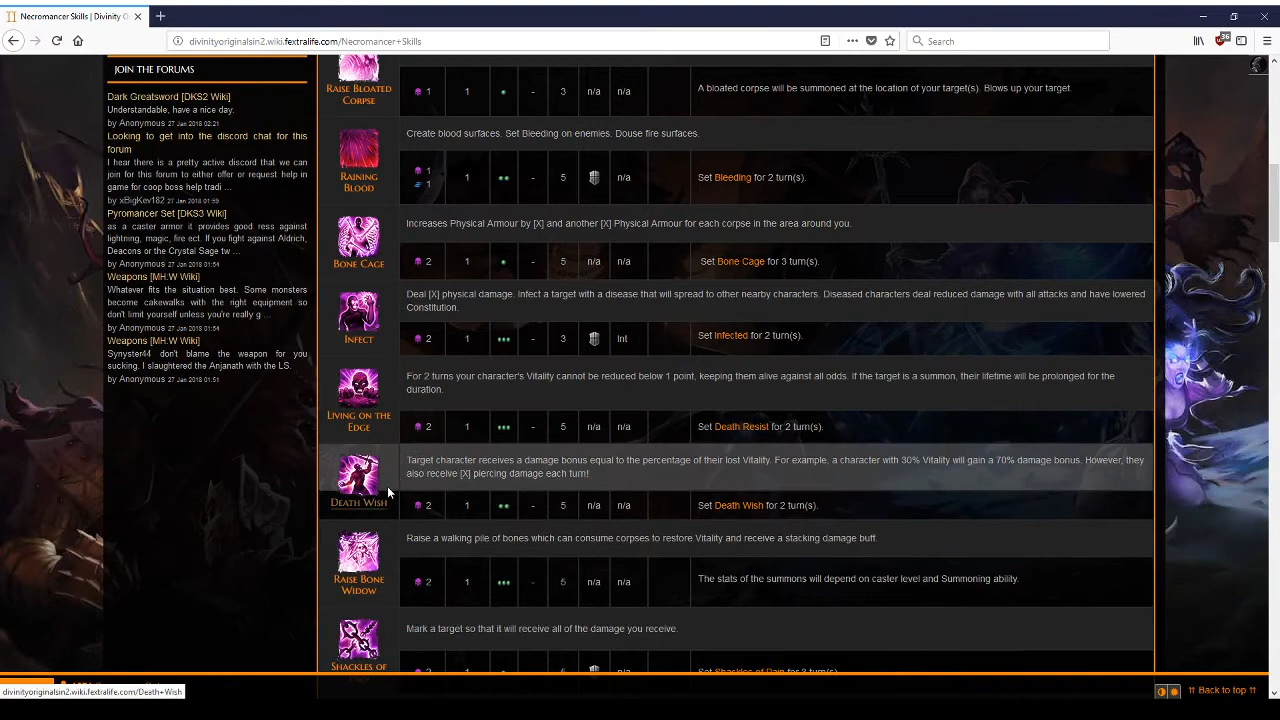 Necromancer Skills | Divinity O
divinityoriginalsin2.wiki.fextralife.com/Necromancer+Skills
Search
36
JOIN THE FORUMS
Dark Greatsword [DKS2 Wiki]
Understandable, have a nice day.
by Anonymous 27 Jan 2018 02:21
Looking to get into the discord chat for this
forum
I hear there is a pretty active discord that we can
join for this forum to either offer or request help in
game for coop boss help tradi ...
by xBigKev182 27 Jan 2018 01:59
Pyromancer Set [DKS3 Wiki]
as a caster armor it provides good ress against
lightning, magic, fire ect. If you fight against Aldrich,
Deacons or the Crystal Sage tw ...
by Anonymous 27 Jan 2018 01:54
Weapons [MH:W Wiki]
Whatever fits the situation best. Some monsters
become cakewalks with the right equipment so
don't limit yourself unless you're really g ...
by Anonymous 27 Jan 2018 01:54
Weapons [MH:W Wiki]
Synyster44 don't blame the weapon for you
sucking. I slaughtered the Anjanath with the LS.
by Anonymous 27 Jan 2018 01:51
RAISE BLOATED
CORPSE
1 1 - 3 n/a n/a
A bloated corpse will be summoned at the location of your target(s). Blows up your target.
RAINING
BLOOD
Create blood surfaces. Set Bleeding on enemies. Douse fire surfaces.
1
1
1 - 5 n/a
Set Bleeding for 2 turn(s).
BONE CAGE
Increases Physical Armour by [X] and another [X] Physical Armour for each corpse in the area around you.
2 1 - 5 n/a n/a
Set Bone Cage for 3 turn(s).
INFECT
Deal [X] physical damage. Infect a target with a disease that will spread to other nearby characters. Diseased characters deal reduced damage with all attacks and have lowered
Constitution.
2 1 - 3 Int
Set Infected for 2 turn(s).
LIVING ON THE
EDGE
For 2 turns your character's Vitality cannot be reduced below 1 point, keeping them alive against all odds. If the target is a summon, their lifetime will be prolonged for the
duration.
2 1 - 5 n/a n/a
Set Death Resist for 2 turn(s).
DEATH WISH
Target character receives a damage bonus equal to the percentage of their lost Vitality. For example, a character with 30% Vitality will gain a 70% damage bonus. However, they
also receive [X] piercing damage each turn!
2 1 - 5 n/a n/a
Set Death Wish for 2 turn(s).
RAISE BONE
WIDOW
Raise a walking pile of bones which can consume corpses to restore Vitality and receive a stacking damage buff.
2 1 - 5 n/a n/a
The stats of the summons will depend on caster level and Summoning ability.
SHACKLES OF
Mark a target so that it will receive all of the damage you receive.
Set Shackles of Pain for 3 turn(s).
divinityoriginalsin2.wiki.fextralife.com/Death+Wish
Back to top